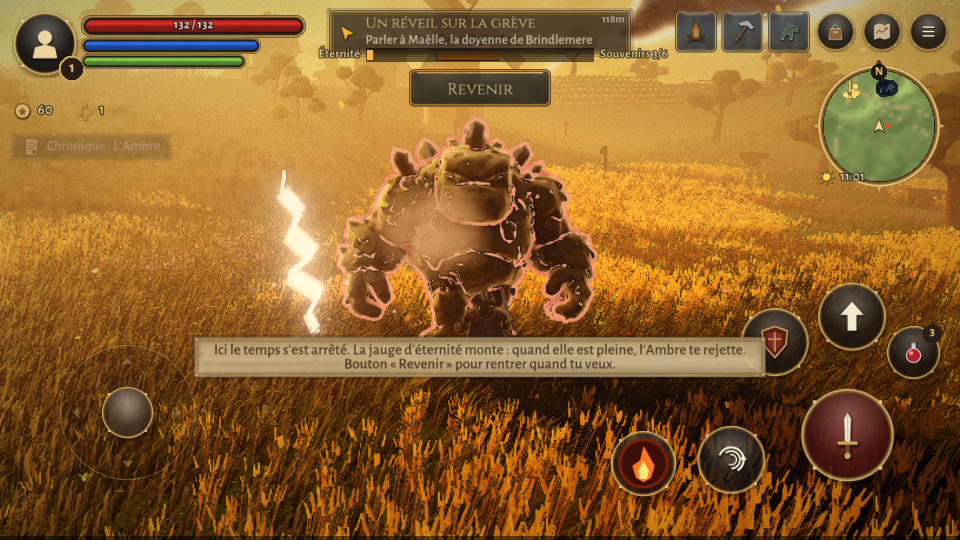 132/132
1
60
1
Chronique : L'Ambre
UN RÉVEIL SUR LA GRÈVE
118m
Parler à Maëlle, la doyenne de Brindlemere
Éternité
Souvenirs 3/6
REVENIR
N
11:01
Ici le temps s'est arrêté. La jauge d'éternité monte : quand elle est pleine, l'Ambre te rejette.
Bouton « Revenir » pour rentrer quand tu veux.
3